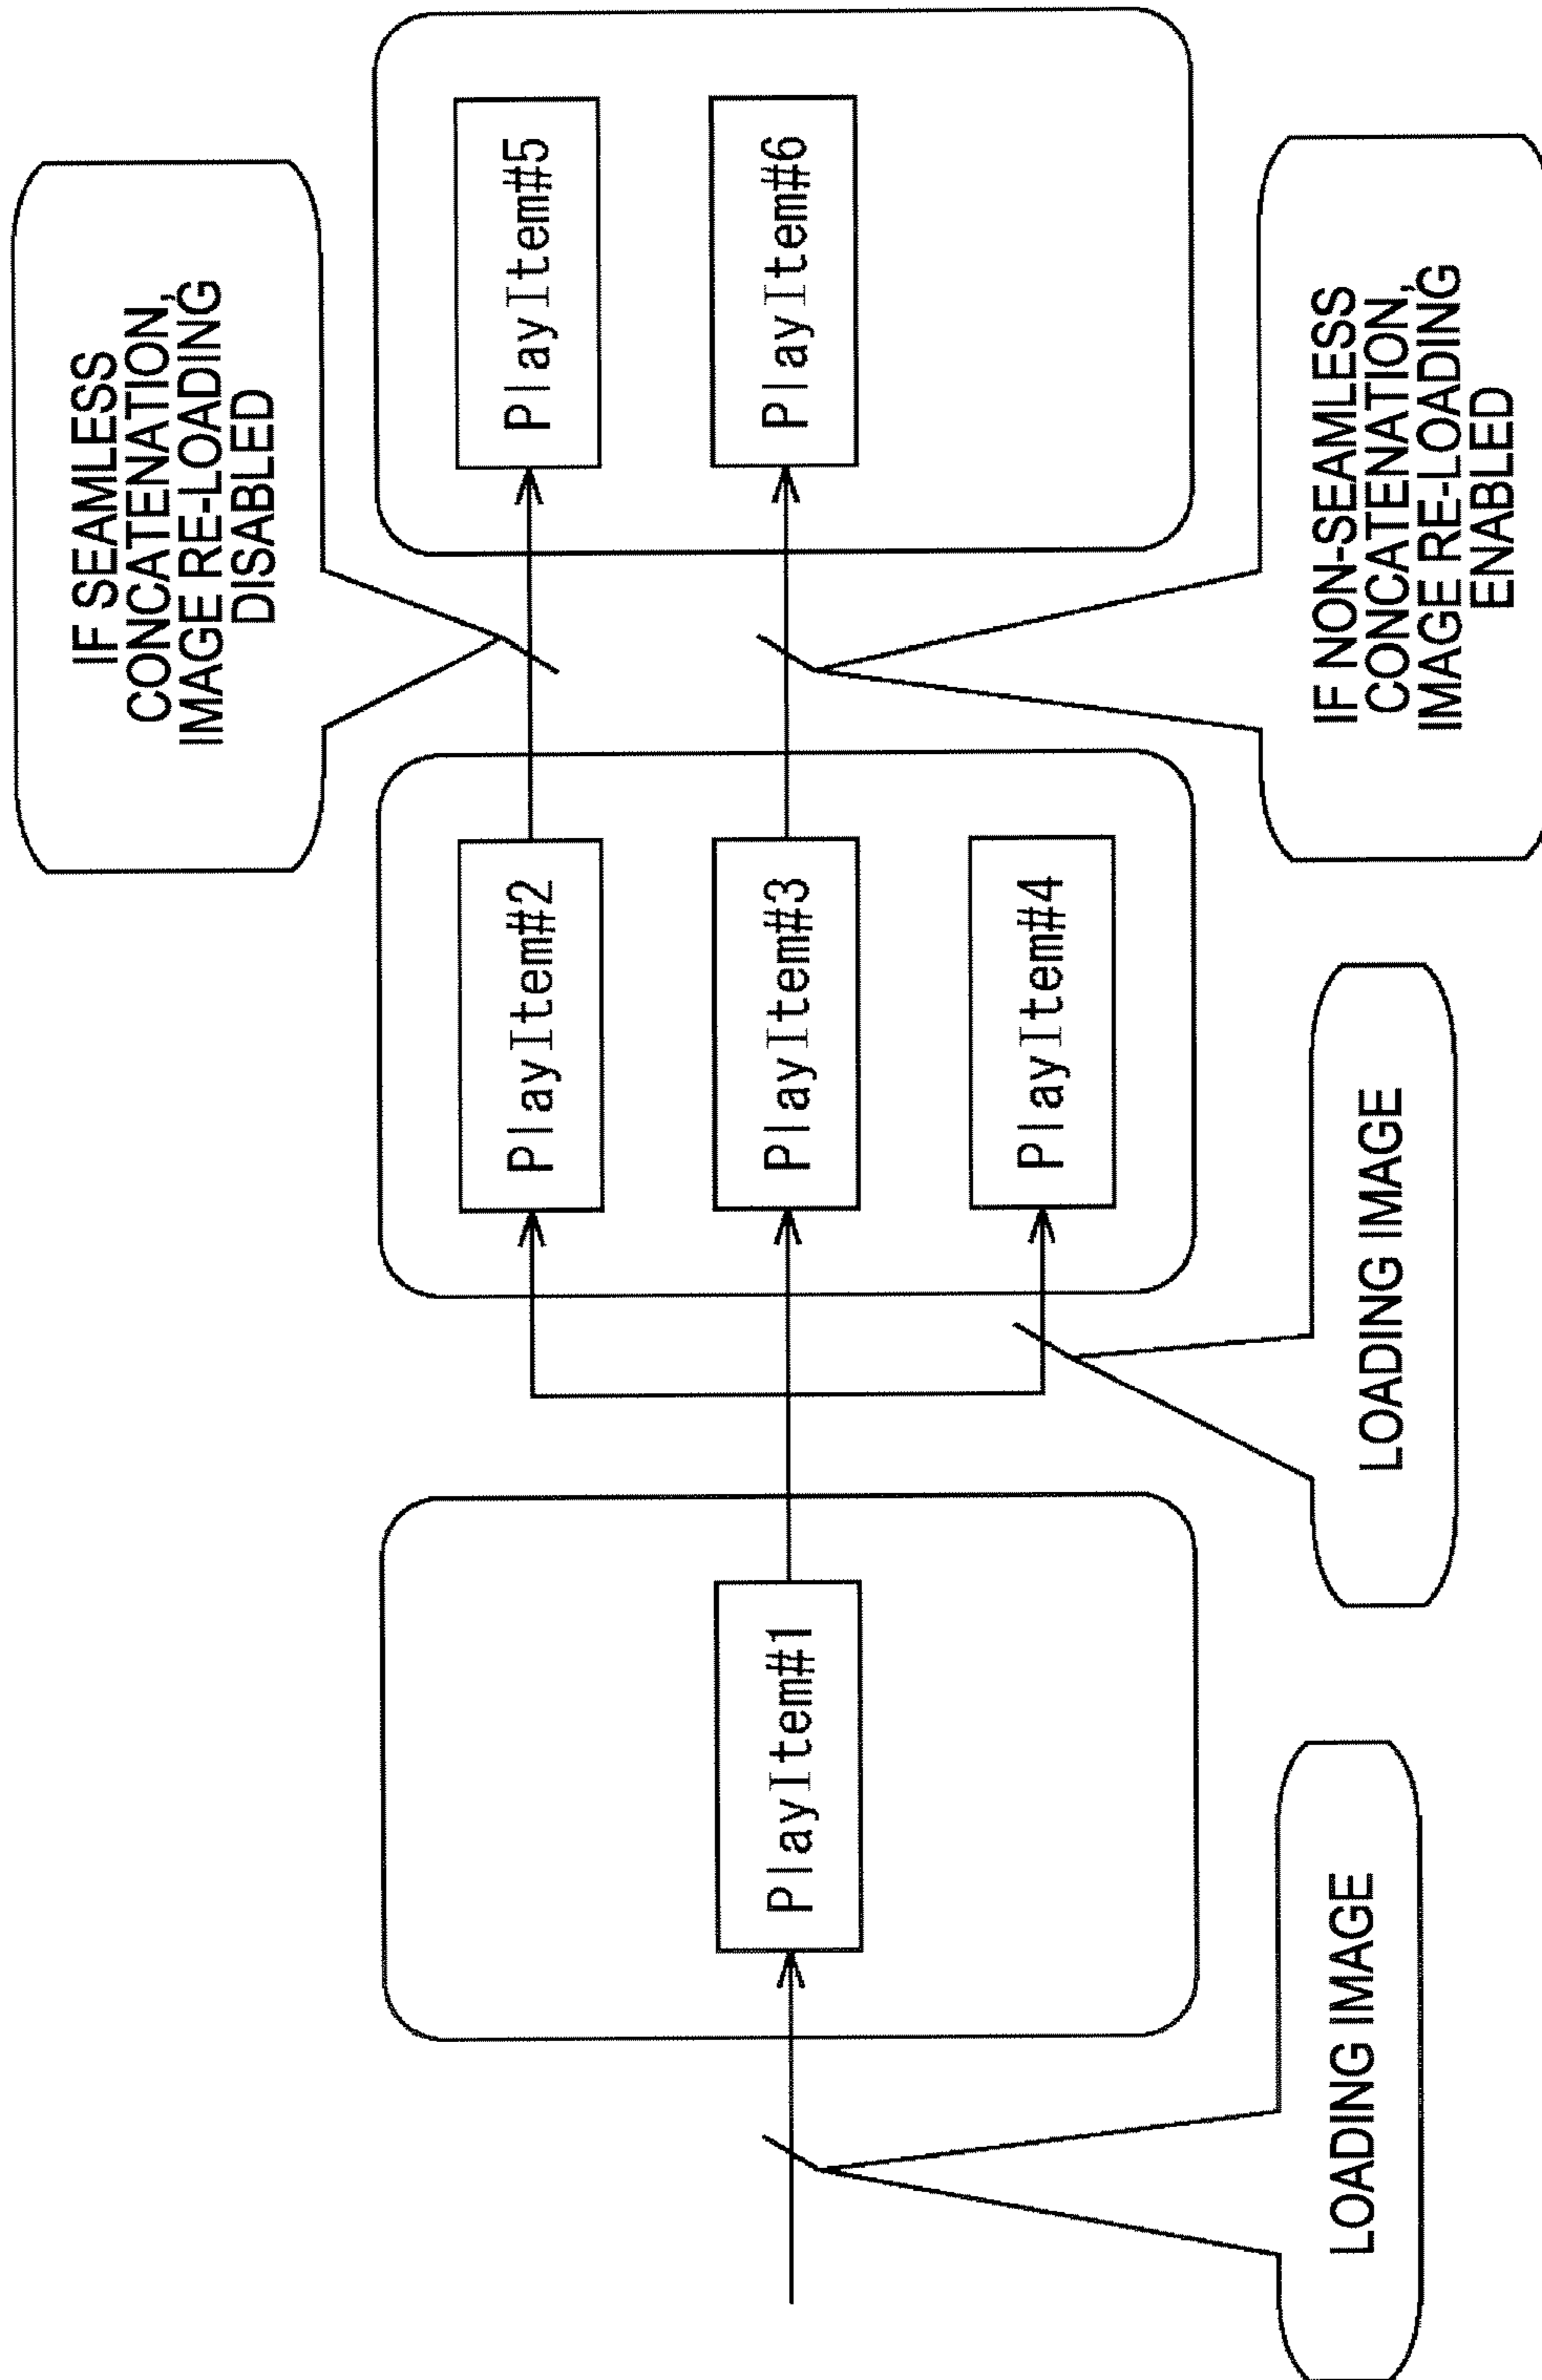 IF SEAMLESS
CONCATENATION,
IMAGE RE-LOADING
DISABLED
PlayItem#1
PlayItem#2
PlayItem#3
PlayItem#4
PlayItem#5
PlayItem#6
LOADING IMAGE
LOADING IMAGE
IF NON-SEAMLESS
CONCATENATION,
IMAGE RE-LOADING
ENABLED